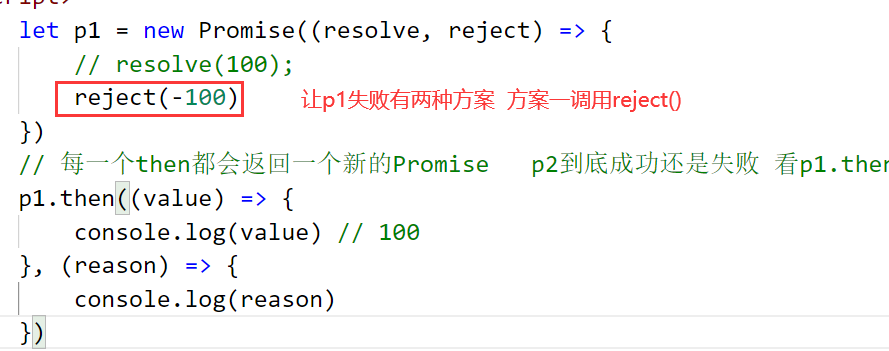 let p1 = new Promise((resolve, reject) => {
// resolve(100);
reject(-100) 让p1失败有两种方案 方案一调用reject()
})
// 每一个then都会返回一个新的Promise p2到底成功还是失败 看p1.then
p1.then((value) => {
console.log(value) // 100
}, (reason) => {
console.log(reason)
})